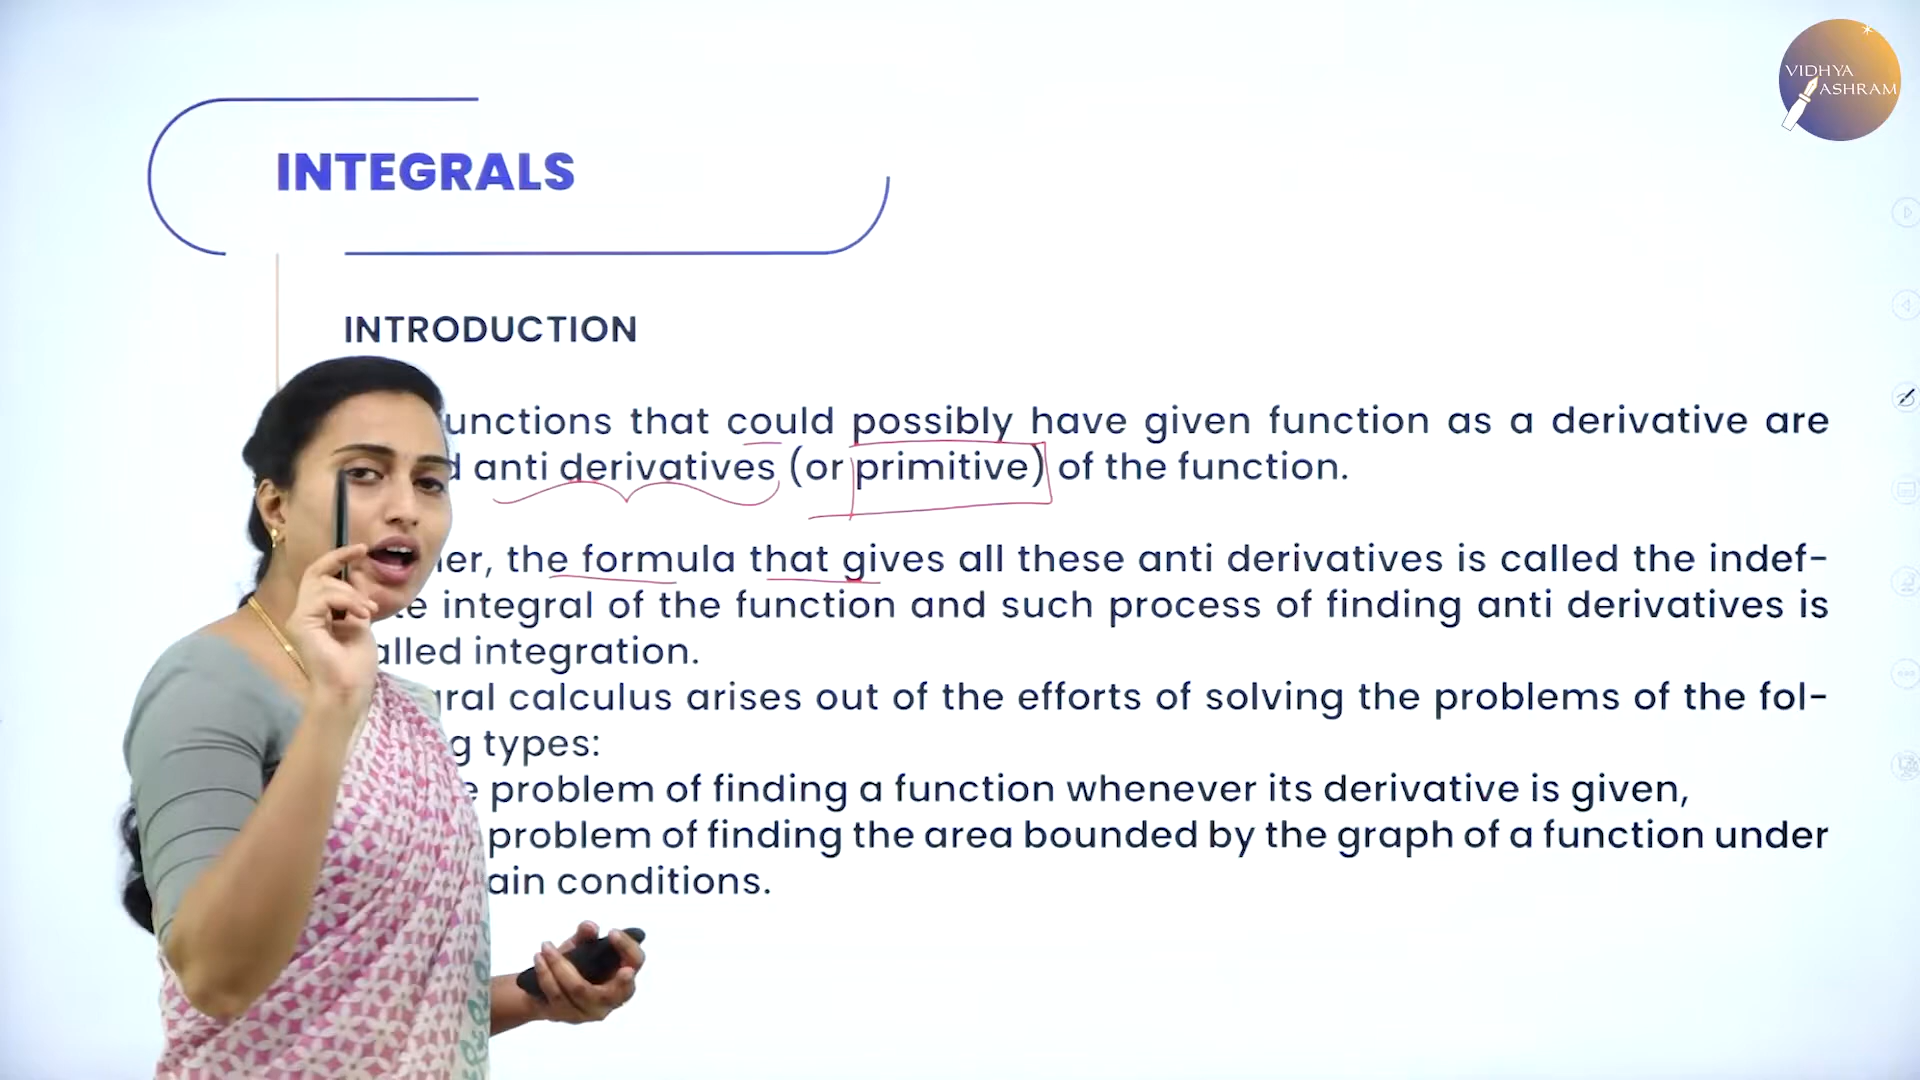 VIDHYA
ASHRAM
INTEGRALS
INTRODUCTION
unctions that could possibly have given function as a derivative are
d anti derivatives (or primitive) of the function.
er, the formula that gives all these anti derivatives is called the indef-
te integral of the function and such process of finding anti derivatives is
alled integration.
ral calculus arises out of the efforts of solving the problems of the fol-
g types:
e problem of finding a function whenever its derivative is given,
problem of finding the area bounded by the graph of a function under
ain conditions.